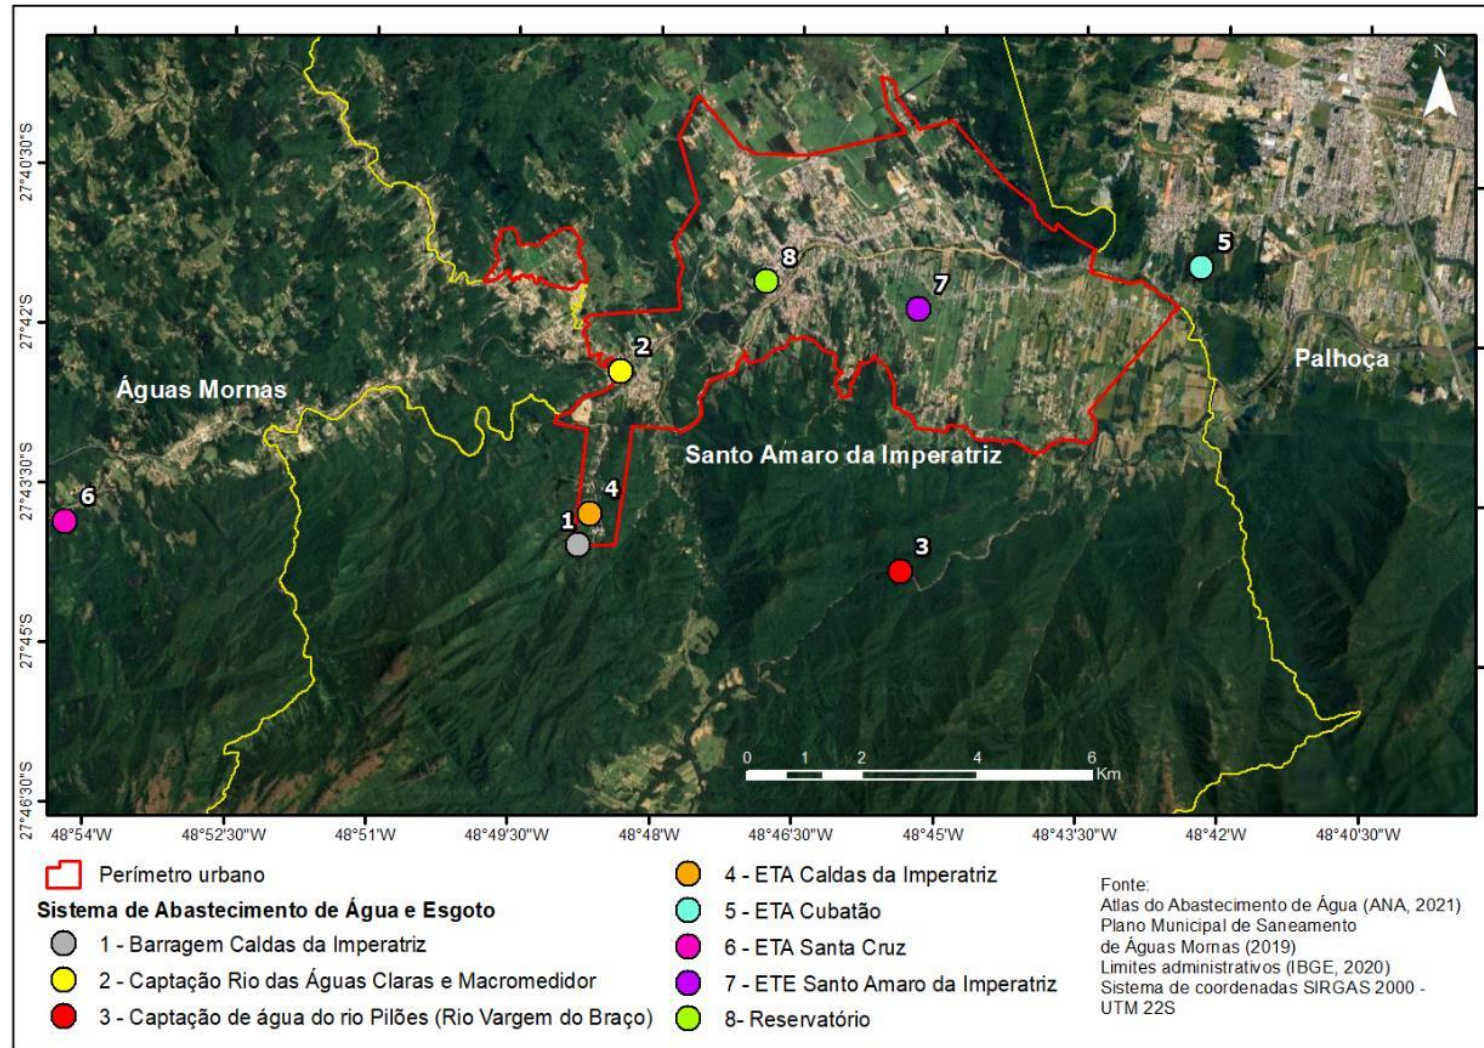 N
27°40'30"S
27°42'S
27°43'30"S
27°45'S
27°46'30"S
5
8
7
2
Palhoça
Águas Mornas
Santo Amaro da Imperatriz
6
4
1
3
0 1 2 4 6
Km
48°54'W 48°52'30"W 48°51'W 48°49'30"W 48°48'W 48°46'30"W 48°45'W 48°43'30"W 48°42'W 48°40'30"W
Perímetro urbano
Sistema de Abastecimento de Água e Esgoto
1 - Barragem Caldas da Imperatriz
2 - Captação Rio das Águas Claras e Macromedidor
3 - Captação de água do rio Pilões (Rio Vargem do Braço)
4 - ETA Caldas da Imperatriz
5 - ETA Cubatão
6 - ETA Santa Cruz
7 - ETE Santo Amaro da Imperatriz
8- Reservatório
Fonte:
Atlas do Abastecimento de Água (ANA, 2021)
Plano Municipal de Saneamento
de Águas Mornas (2019)
Limites administrativos (IBGE, 2020)
Sistema de coordenadas SIRGAS 2000 -
UTM 22S